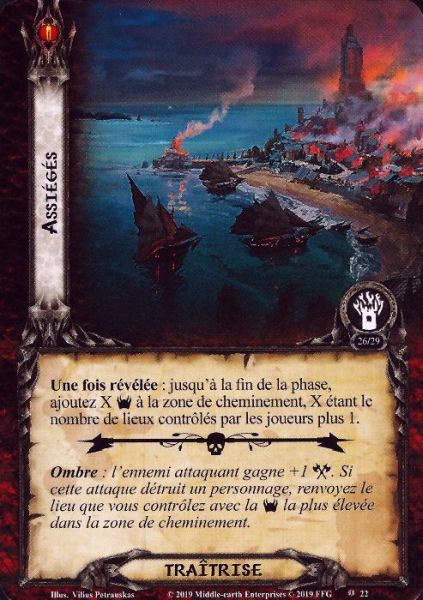 Assiégés
26/29
Une fois révélée : jusqu'à la fin de la phase,
ajoutez X à la zone de cheminement, X étant le
nombre de lieux contrôlés par les joueurs plus 1.
Ombre : l'ennemi attaquant gagne +1 . Si
cette attaque détruit un personnage, renvoyez le
lieu que vous contrôlez avec la la plus élevée
dans la zone de cheminement.
TRAÎTRISE
Illus. Vilius Petrauskas © 2019 Middle-earth Enterprises © 2019 FFG 22